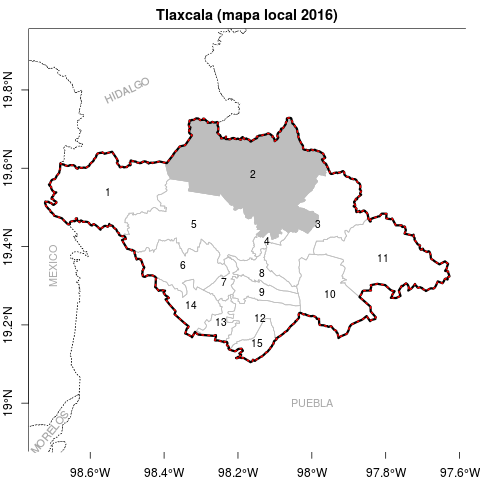 Tlaxcala (mapa local 2016)
HIDALGO
19.8°N
19.6°N
19.4°N
19.2°N
19°N
MEXICO
MORELOS
PUEBLA
1
2
3
4
5
6
7
8
9
10
11
12
13
14
15
98.6°W
98.4°W
98.2°W
98°W
97.8°W
97.6°W